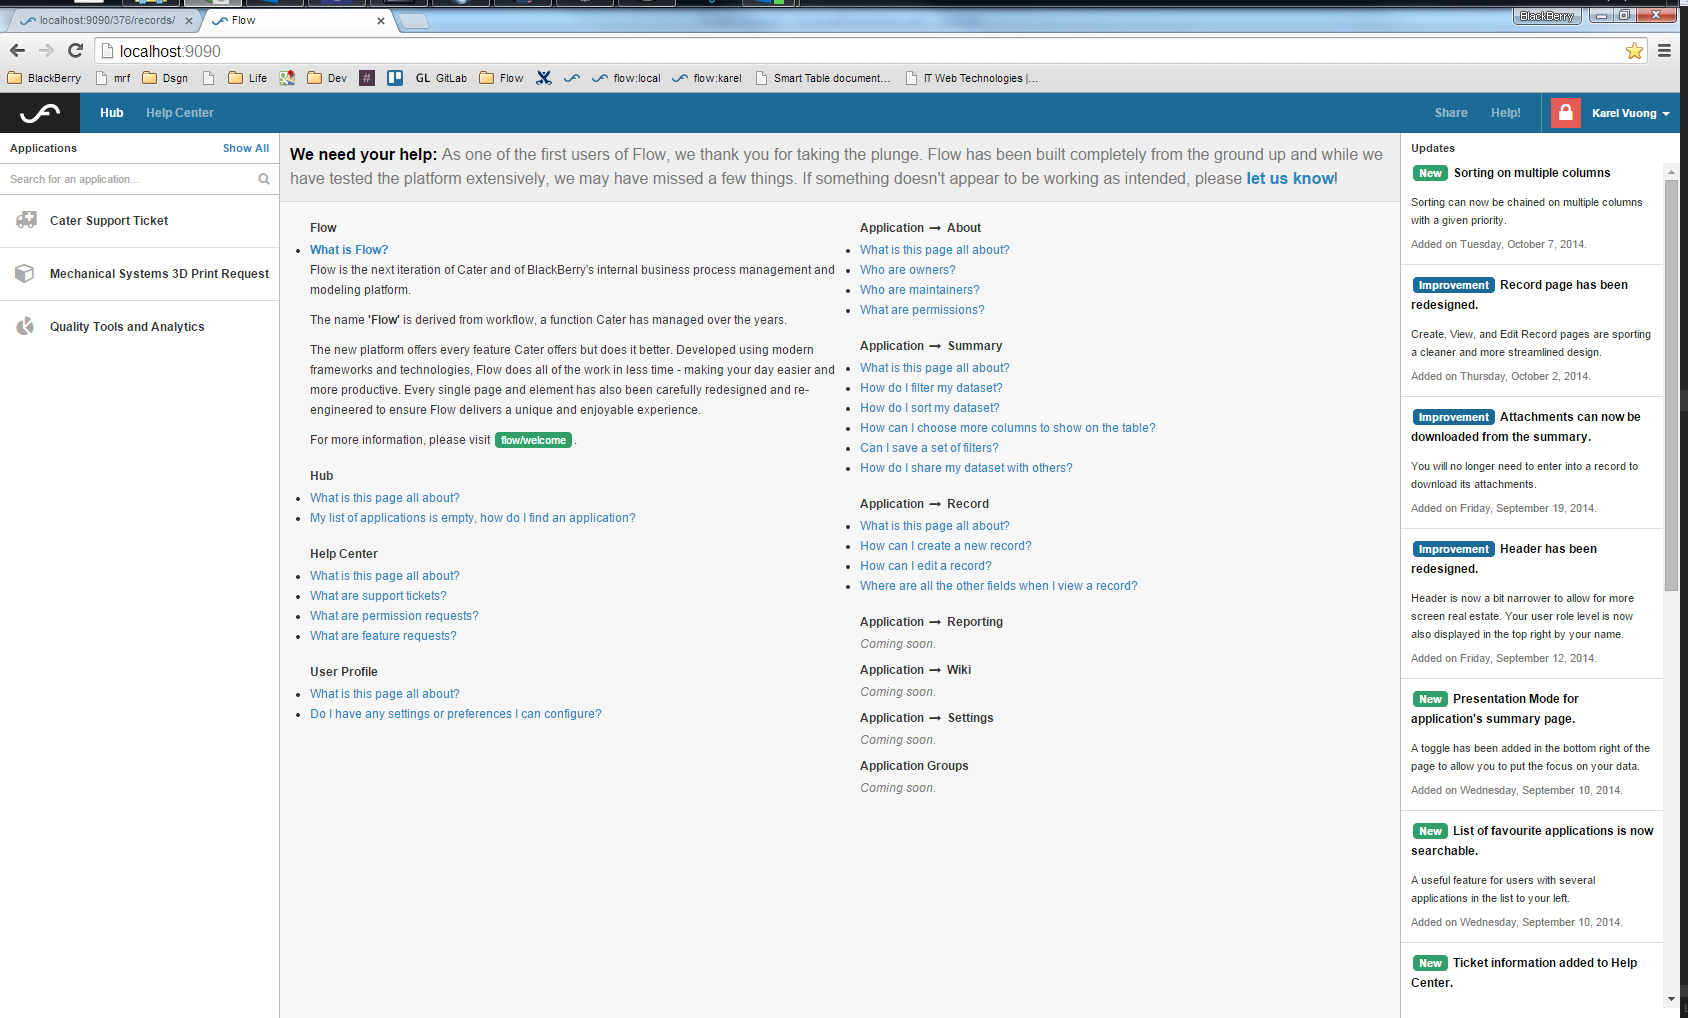 localhost:9090/376/records/
Flow
BlackBerry
localhost:9090
BlackBerry
mrf
Dsgn
Life
Dev
#
GL GitLab
Flow
flow:local
flow:karel
Smart Table document...
IT Web Technologies |...
Hub
Help Center
Share
Help!
Karel Vuong
Applications
Show All
Search for an application...
Cater Support Ticket
Mechanical Systems 3D Print Request
Quality Tools and Analytics
We need your help: As one of the first users of Flow, we thank you for taking the plunge. Flow has been built completely from the ground up and while we
have tested the platform extensively, we may have missed a few things. If something doesn't appear to be working as intended, please let us know!
Flow
What is Flow?
Flow is the next iteration of Cater and of BlackBerry's internal business process management and
modeling platform.
The name 'Flow' is derived from workflow, a function Cater has managed over the years.
The new platform offers every feature Cater offers but does it better. Developed using modern
frameworks and technologies, Flow does all of the work in less time - making your day easier and
more productive. Every single page and element has also been carefully redesigned and re-
engineered to ensure Flow delivers a unique and enjoyable experience.
For more information, please visit flow/welcome .
Hub
What is this page all about?
My list of applications is empty, how do I find an application?
Help Center
What is this page all about?
What are support tickets?
What are permission requests?
What are feature requests?
User Profile
What is this page all about?
Do I have any settings or preferences I can configure?
Application → About
What is this page all about?
Who are owners?
Who are maintainers?
What are permissions?
Application → Summary
What is this page all about?
How do I filter my dataset?
How do I sort my dataset?
How can I choose more columns to show on the table?
Can I save a set of filters?
How do I share my dataset with others?
Application → Record
What is this page all about?
How can I create a new record?
How can I edit a record?
Where are all the other fields when I view a record?
Application → Reporting
Coming soon.
Application → Wiki
Coming soon.
Application → Settings
Coming soon.
Application Groups
Coming soon.
Updates
New Sorting on multiple columns
Sorting can now be chained on multiple columns
with a given priority.
Added on Tuesday, October 7, 2014.
Improvement Record page has been
redesigned.
Create, View, and Edit Record pages are sporting
a cleaner and more streamlined design.
Added on Thursday, October 2, 2014.
Improvement Attachments can now be
downloaded from the summary.
You will no longer need to enter into a record to
download its attachments.
Added on Friday, September 19, 2014.
Improvement Header has been
redesigned.
Header is now a bit narrower to allow for more
screen real estate. Your user role level is now
also displayed in the top right by your name.
Added on Friday, September 12, 2014.
New Presentation Mode for
application's summary page.
A toggle has been added in the bottom right of the
page to allow you to put the focus on your data.
Added on Wednesday, September 10, 2014.
New List of favourite applications is now
searchable.
A useful feature for users with several
applications in the list to your left.
Added on Wednesday, September 10, 2014.
New Ticket information added to Help
Center.